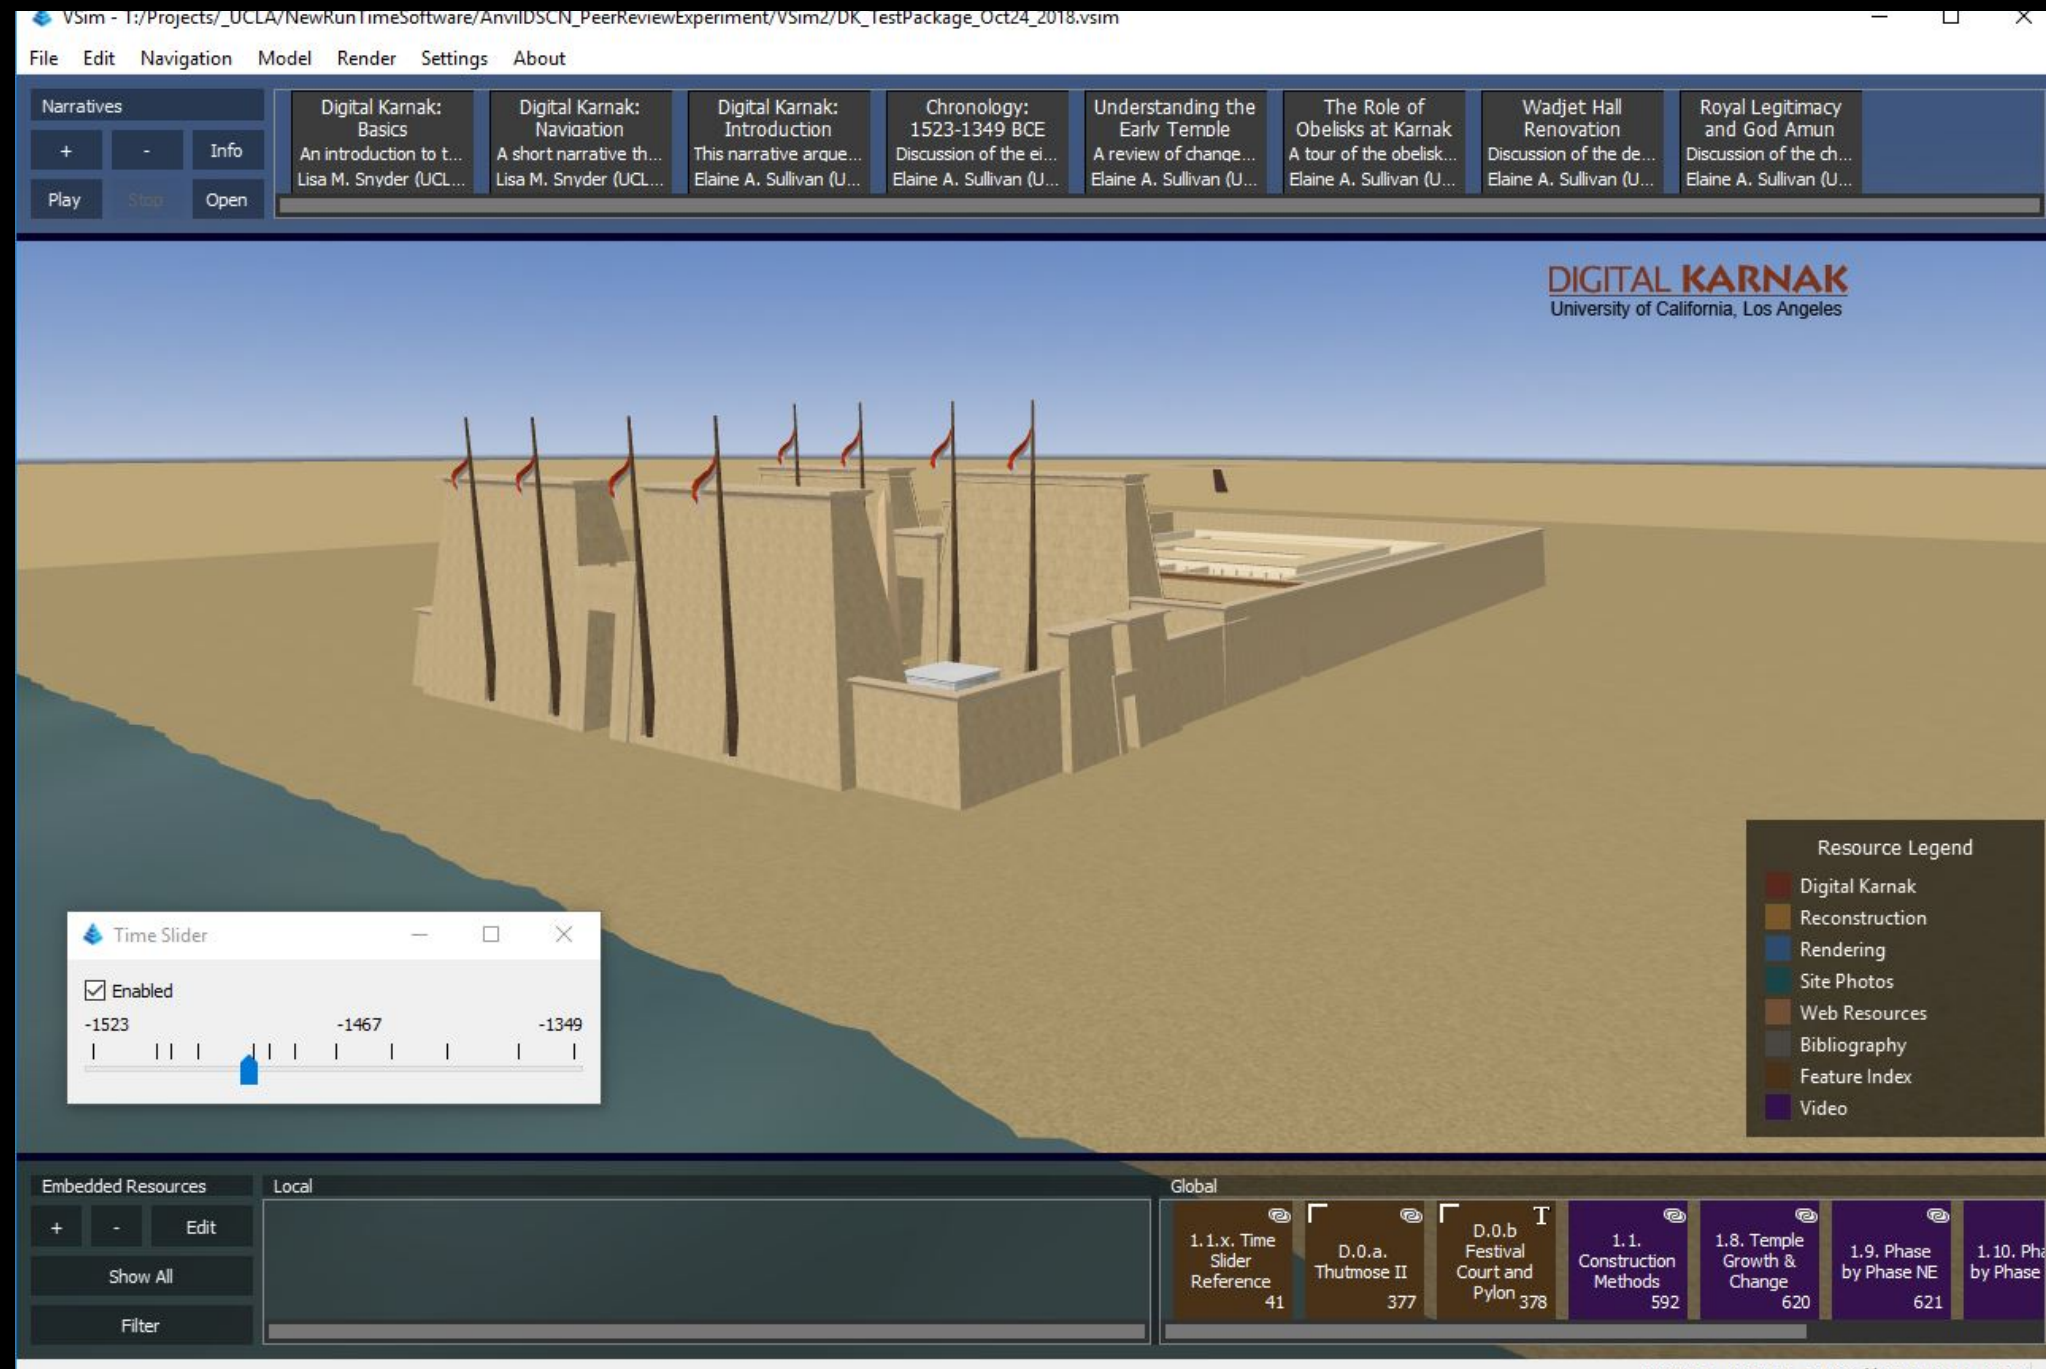 VSim - T:/Projects/_UCLA/NewRunTimeSoftware/AnvilDSCN_PeerReviewExperiment/VSim2/DK_TestPackage_Oct24_2018.vsim
File Edit Navigation Model Render Settings About
Narratives
+ - Info
Play Stop Open
Digital Karnak:
Basics
An introduction to t...
Lisa M. Snyder (UCL...
Digital Karnak:
Navigation
A short narrative th...
Lisa M. Snyder (UCL...
Digital Karnak:
Introduction
This narrative argue...
Elaine A. Sullivan (U...
Chronology:
1523-1349 BCE
Discussion of the ei...
Elaine A. Sullivan (U...
Understanding the
Early Temple
A review of change...
Elaine A. Sullivan (U...
The Role of
Obelisks at Karnak
A tour of the obelisk...
Elaine A. Sullivan (U...
Wadjet Hall
Renovation
Discussion of the de...
Elaine A. Sullivan (U...
Royal Legitimacy
and God Amun
Discussion of the ch...
Elaine A. Sullivan (U...
DIGITAL KARNAK
University of California, Los Angeles
Resource Legend
Digital Karnak
Reconstruction
Rendering
Site Photos
Web Resources
Bibliography
Feature Index
Video
Time Slider
Enabled
-1523 -1467 -1349
Embedded Resources
+ - Edit
Show All
Filter
Local
Global
1.1.x. Time
Slider
Reference
41
D.0.a.
Thutmose II
377
T
D.0.b
Festival
Court and
Pylon
378
1.1.
Construction
Methods
592
1.8. Temple
Growth &
Change
620
1.9. Phase
by Phase NE
621
1.10. Pha
by Phase